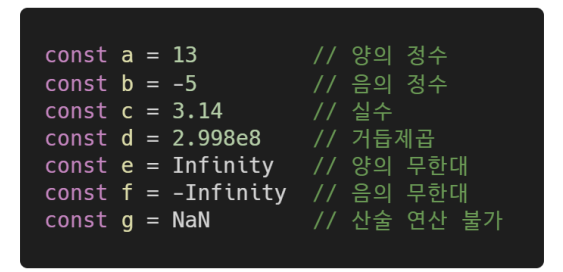 const a = 13 // 양의 정수
const b = -5 // 음의 정수
const c = 3.14 // 실수
const d = 2.998e8 // 거듭제곱
const e = Infinity // 양의 무한대
const f = -Infinity // 음의 무한대
const g = NaN // 산술 연산 불가